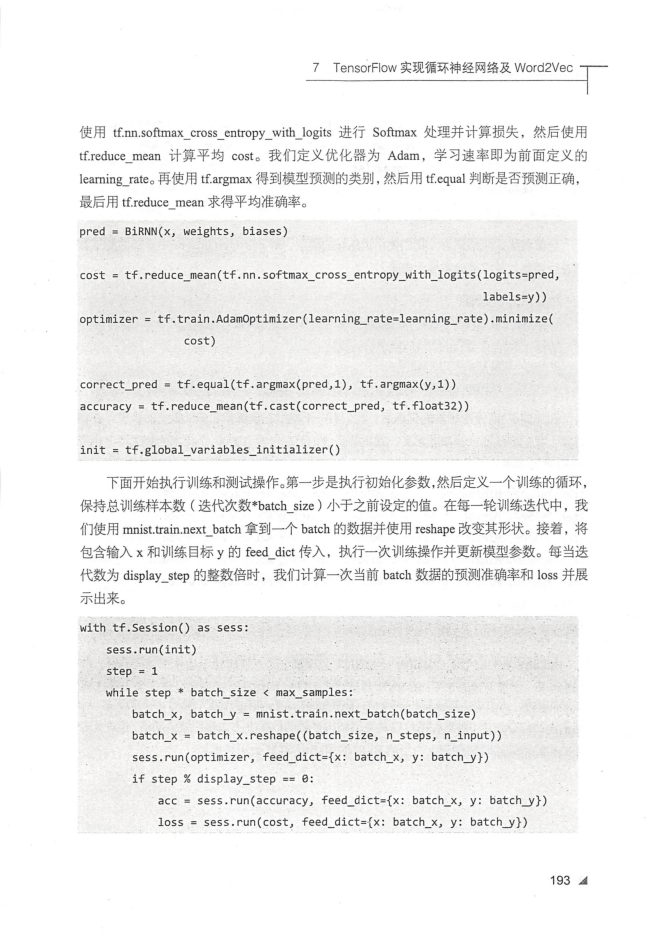 7 TensorFlow 实现循环神经网络及 Word2Vec
使用 tf.nn.softmax_cross_entropy_with_logits 进行 Softmax 处理并计算损失，然后使用
tf.reduce_mean 计算平均 cost。我们定义优化器为 Adam，学习速率即为前面定义的
learning_rate。再使用 tf.argmax 得到模型预测的类别，然后用 tf.equal 判断是否预测正确，
最后用 tf.reduce_mean 求得平均准确率。
pred = BiRNN(x, weights, biases)
cost = tf.reduce_mean(tf.nn.softmax_cross_entropy_with_logits(logits=pred,
labels=y))
optimizer = tf.train.AdamOptimizer(learning_rate=learning_rate).minimize(
cost)
correct_pred = tf.equal(tf.argmax(pred,1), tf.argmax(y,1))
accuracy = tf.reduce_mean(tf.cast(correct_pred, tf.float32))
init = tf.global_variables_initializer()
下面开始执行训练和测试操作。第一步是执行初始化参数，然后定义一个训练的循环，
保持总训练样本数（迭代次数*batch_size）小于之前设定的值。在每一轮训练迭代中，我
们使用 mnist.train.next_batch 拿到一个 batch 的数据并使用 reshape 改变其形状。接着，将
包含输入 x 和训练目标 y 的 feed_dict 传入，执行一次训练操作并更新模型参数。每当迭
代数为 display_step 的整数倍时，我们计算一次当前 batch 数据的预测准确率和 loss 并展
示出来。
with tf.Session() as sess:
sess.run(init)
step = 1
while step * batch_size < max_samples:
batch_x, batch_y = mnist.train.next_batch(batch_size)
batch_x = batch_x.reshape((batch_size, n_steps, n_input))
sess.run(optimizer, feed_dict={x: batch_x, y: batch_y})
if step % display_step == 0:
acc = sess.run(accuracy, feed_dict={x: batch_x, y: batch_y})
loss = sess.run(cost, feed_dict={x: batch_x, y: batch_y})
193